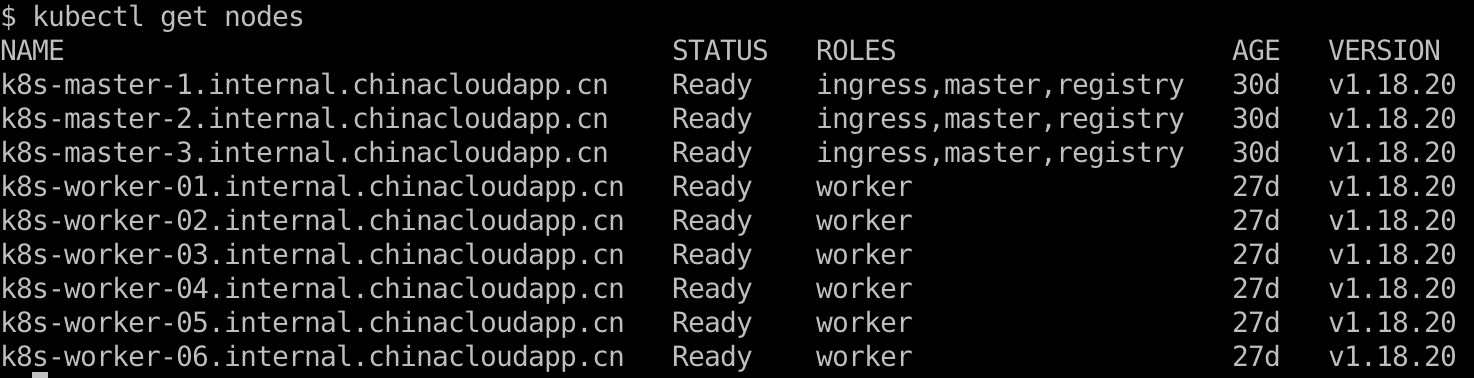 $ kubectl get nodes
NAME                                      STATUS   ROLES                     AGE   VERSION
k8s-master-1.internal.chinacloudapp.cn    Ready    ingress,master,registry   30d   v1.18.20
k8s-master-2.internal.chinacloudapp.cn    Ready    ingress,master,registry   30d   v1.18.20
k8s-master-3.internal.chinacloudapp.cn    Ready    ingress,master,registry   30d   v1.18.20
k8s-worker-01.internal.chinacloudapp.cn   Ready    worker                    27d   v1.18.20
k8s-worker-02.internal.chinacloudapp.cn   Ready    worker                    27d   v1.18.20
k8s-worker-03.internal.chinacloudapp.cn   Ready    worker                    27d   v1.18.20
k8s-worker-04.internal.chinacloudapp.cn   Ready    worker                    27d   v1.18.20
k8s-worker-05.internal.chinacloudapp.cn   Ready    worker                    27d   v1.18.20
k8s-worker-06.internal.chinacloudapp.cn   Ready    worker                    27d   v1.18.20